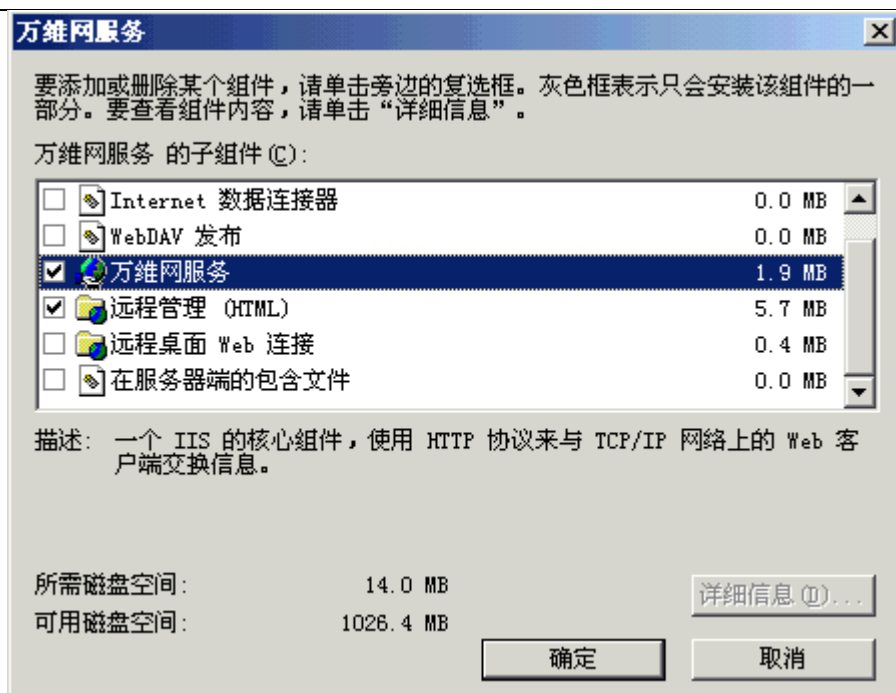 万维网服务
要添加或删除某个组件，请单击旁边的复选框。灰色框表示只会安装该组件的一
部分。要查看组件内容，请单击“详细信息”。
万维网服务 的子组件(C):
Internet 数据连接器 0.0 MB
WebDAV 发布 0.0 MB
万维网服务 1.9 MB
远程管理 (HTML) 5.7 MB
远程桌面 Web 连接 0.4 MB
在服务器端的包含文件 0.0 MB
描述: 一个 IIS 的核心组件，使用 HTTP 协议来与 TCP/IP 网络上的 Web 客
户端交换信息。
所需磁盘空间: 14.0 MB
详细信息(D)...
可用磁盘空间: 1026.4 MB
确定 取消